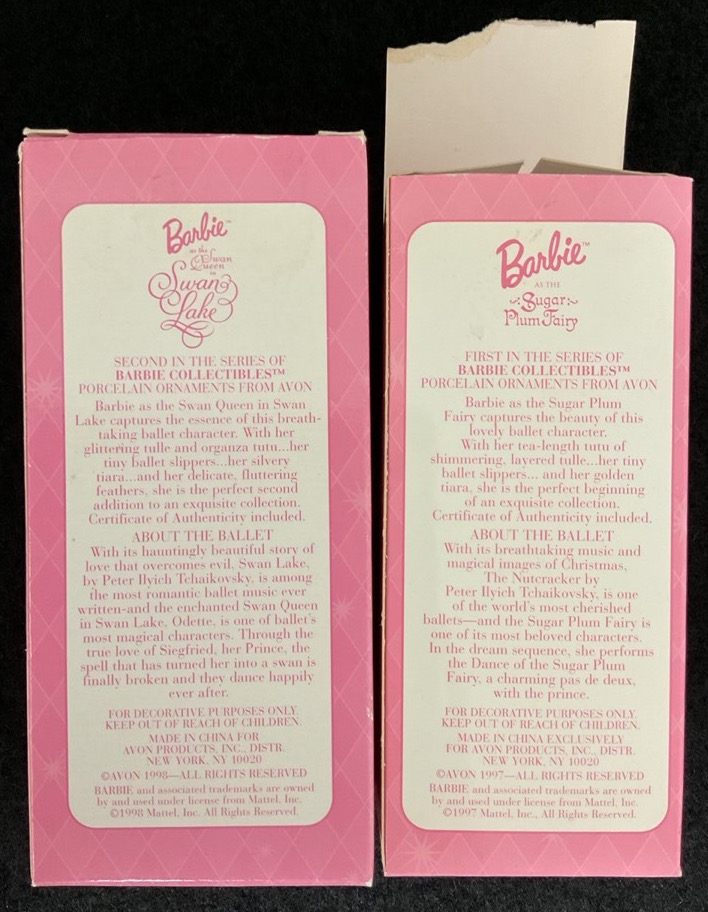 Barbie™
as the Swan
Queen
in
Swan
Lake
SECOND IN THE SERIES OF
BARBIE COLLECTIBLES™
PORCELAIN ORNAMENTS FROM AVON
Barbie as the Swan Queen in Swan
Lake captures the essence of this breath-
taking ballet character. With her
glittering tulle and organza tutu...her
tiny ballet slippers...her silvery
tiara...and her delicate, fluttering
feathers, she is the perfect second
addition to an exquisite collection.
Certificate of Authenticity included.
ABOUT THE BALLET
With its hauntingly beautiful story of
love that overcomes evil, Swan Lake,
by Peter Ilyich Tchaikovsky, is among
the most romantic ballet music ever
written-and the enchanted Swan Queen
in Swan Lake, Odette, is one of ballet's
most magical characters. Through the
true love of Siegfried, her Prince, the
spell that has turned her into a swan is
finally broken and they dance happily
ever after.
FOR DECORATIVE PURPOSES ONLY.
KEEP OUT OF REACH OF CHILDREN.
MADE IN CHINA FOR
AVON PRODUCTS, INC., DISTR.
NEW YORK, NY 10020
©AVON 1998—ALL RIGHTS RESERVED
BARBIE and associated trademarks are owned
by and used under license from Mattel, Inc.
©1998 Mattel, Inc. All Rights Reserved.
Barbie™
AS THE
Sugar
Plum Fairy
FIRST IN THE SERIES OF
BARBIE COLLECTIBLES™
PORCELAIN ORNAMENTS FROM AVON
Barbie as the Sugar Plum
Fairy captures the beauty of this
lovely ballet character.
With her tea-length tutu of
shimmering, layered tulle...her tiny
ballet slippers... and her golden
tiara, she is the perfect beginning
of an exquisite collection.
Certificate of Authenticity included.
ABOUT THE BALLET
With its breathtaking music and
magical images of Christmas,
The Nutcracker by
Peter Ilyich Tchaikovsky, is one
of the world's most cherished
ballets—and the Sugar Plum Fairy is
one of its most beloved characters.
In the dream sequence, she performs
the Dance of the Sugar Plum
Fairy, a charming pas de deux,
with the prince.
FOR DECORATIVE PURPOSES ONLY.
KEEP OUT OF REACH OF CHILDREN.
MADE IN CHINA EXCLUSIVELY
FOR AVON PRODUCTS, INC., DISTR.
NEW YORK, NY 10020
©AVON 1997—ALL RIGHTS RESERVED
BARBIE and associated trademarks are owned
by and used under license from Mattel, Inc.
©1997 Mattel, Inc., All Rights Reserved.